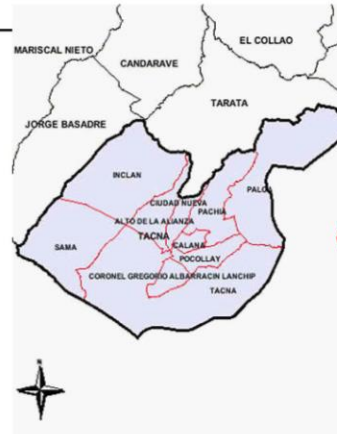 EL COLLAO
MARISCAL NIETO
CANDARAVE
TARATA
JORGE BASADRE
INCLAN
PALCA
CIUDAD NUEVA
PACHIA
ALTO DE LA ALIANZA
TACNA
CALANA
SAMA
POCOLLAY
CORONEL GREGORIO ALBARRACIN LANCHIP
TACNA
N